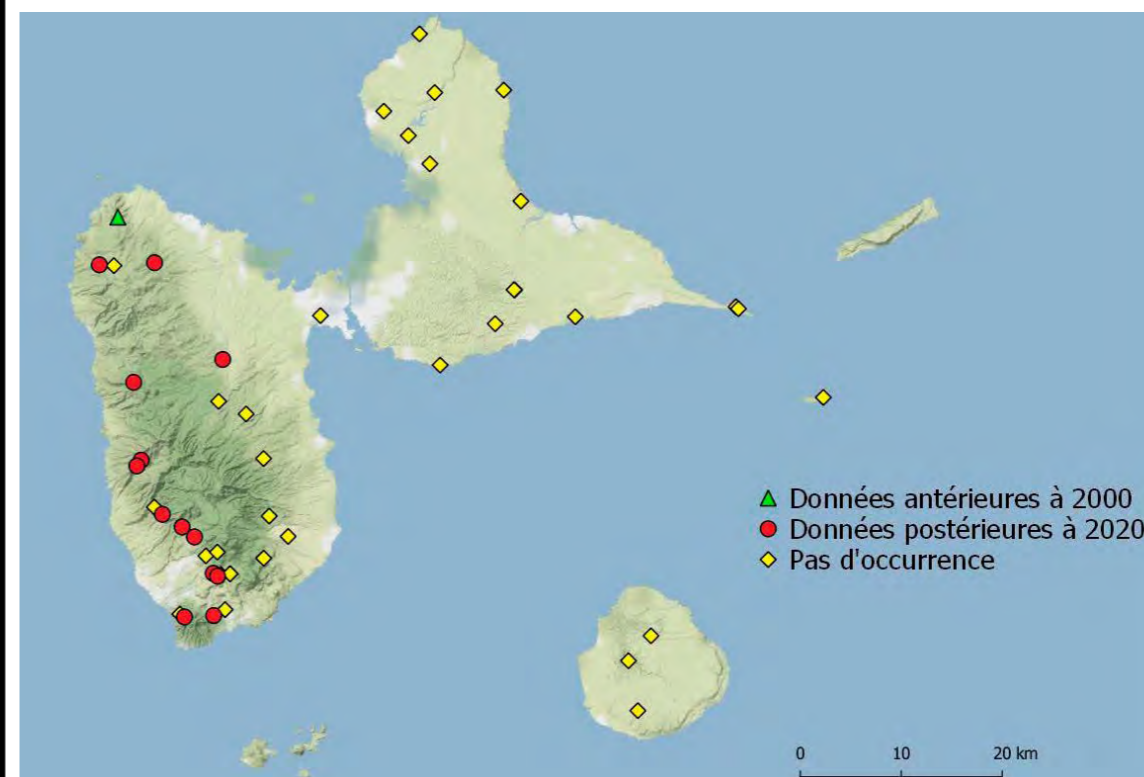 Données antérieures à 2000
Données postérieures à 2020
Pas d'occurrence
0 10 20 km